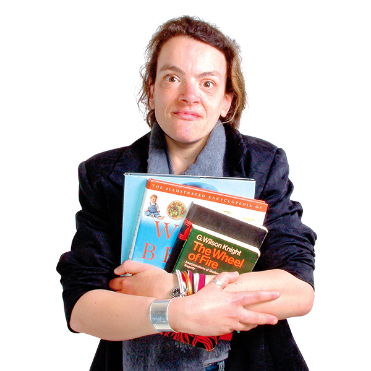 THE ILLUSTRATED ENCYCLOPEDIA OF
W
B
G. Wilson Knight
The Wheel
of Fire